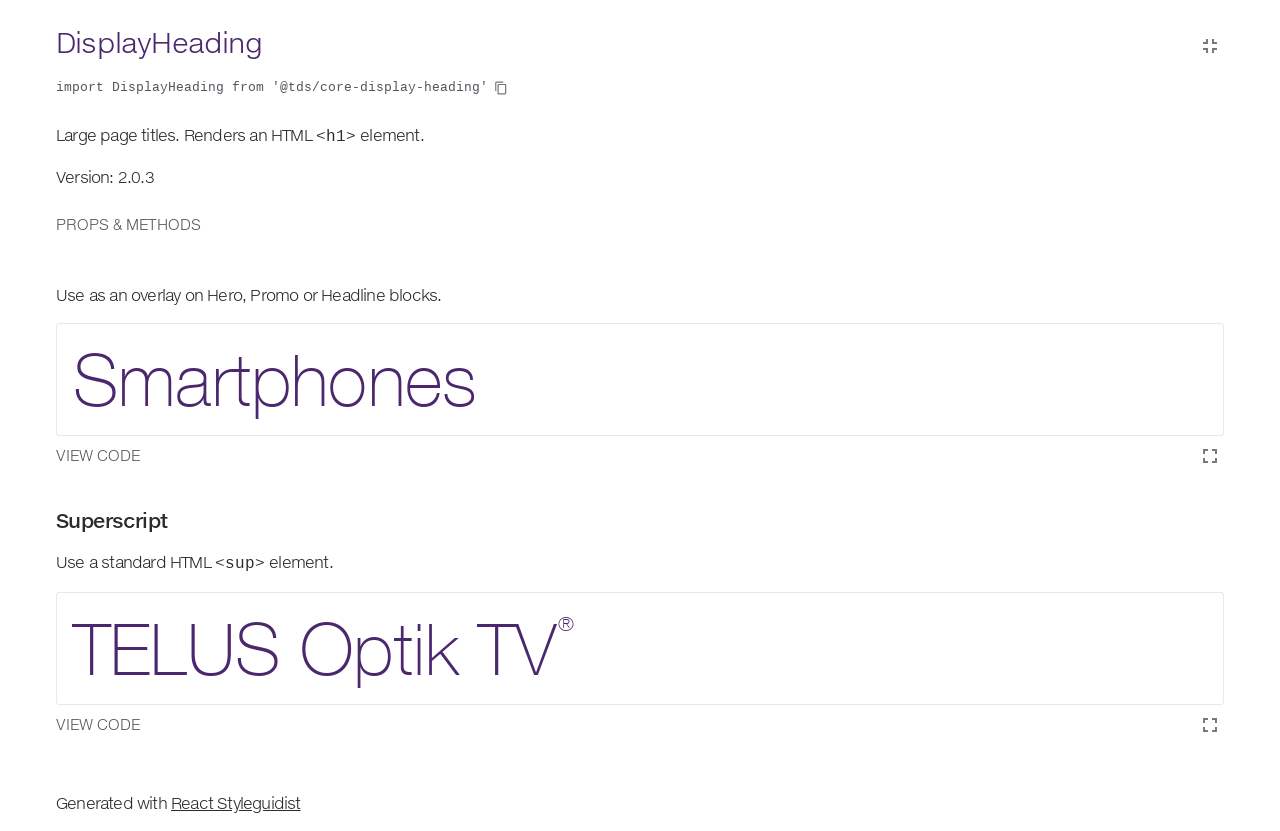 DisplayHeading
import DisplayHeading from '@tds/core-display-heading'
Large page titles. Renders an HTML <h1> element.
Version: 2.0.3
PROPS & METHODS
Use as an overlay on Hero, Promo or Headline blocks.
Smartphones
VIEW CODE
Superscript
Use a standard HTML <sup> element.
TELUS Optik TV®
VIEW CODE
Generated with React Styleguidist